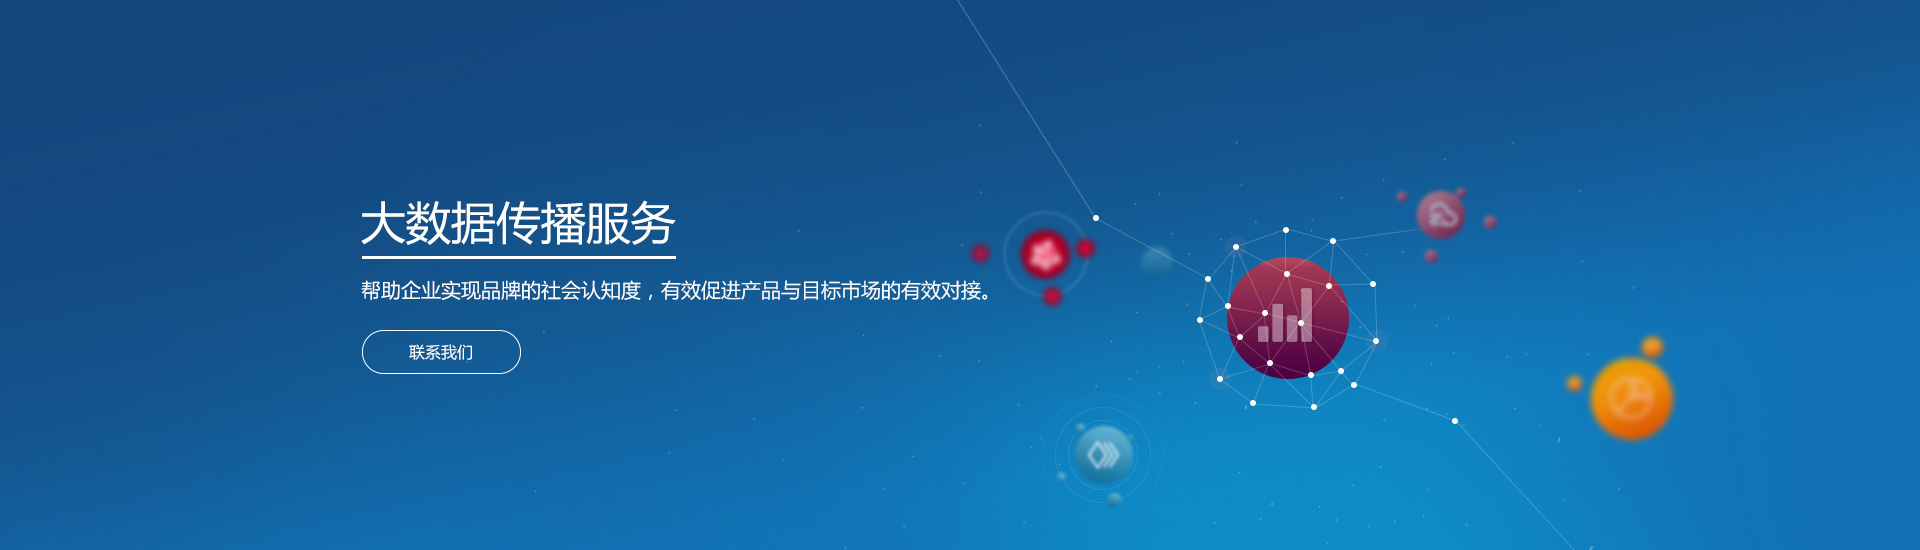 大数据传播服务
帮助企业实现品牌的社会认知度，有效促进产品与目标市场的有效对接。
联系我们